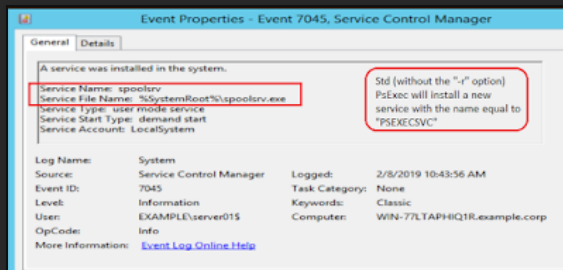 Event Properties - Event 7045, Service Control Manager
General Details
A service was installed in the system.
Service Name: spoolsrv
Service File Name: %SystemRoot%\spoolsrv.exe
Service Type: user mode service
Service Start Type: demand start
Service Account: LocalSystem
Std (without the "-r" option)
PsExec will install a new
service with the name equal to
"PSEXECSVC"
Log Name: System
Source: Service Control Manager Logged: 2/8/2019 10:43:56 AM
Event ID: 7045 Task Category: None
Level: Information Keywords: Classic
User: EXAMPLE\server01$ Computer: WIN-77LTAPHIQ1R.example.corp
OpCode: Info
More Information: Event Log Online Help